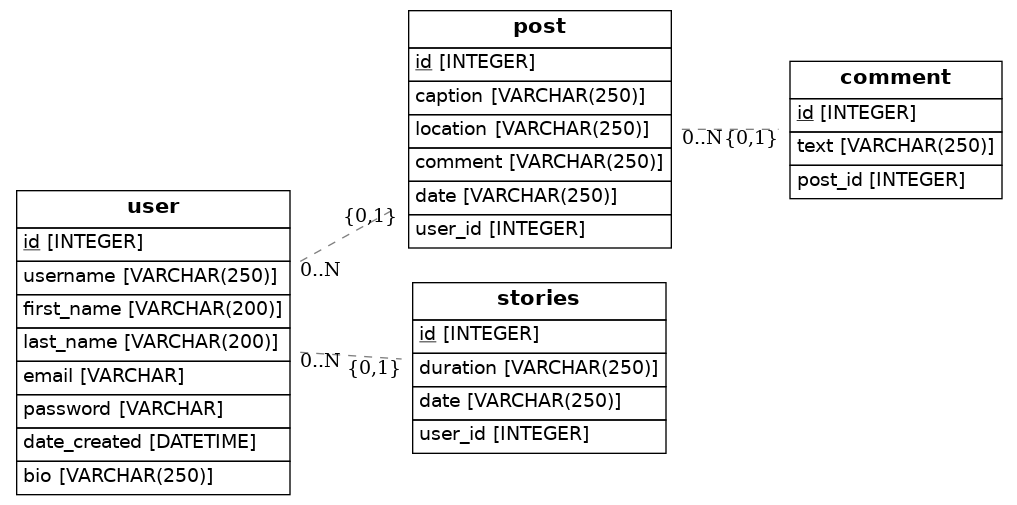 post
id [INTEGER]
caption [VARCHAR(250)]
location [VARCHAR(250)]
comment [VARCHAR(250)]
date [VARCHAR(250)]
user_id [INTEGER]
comment
id [INTEGER]
text [VARCHAR(250)]
post_id [INTEGER]
0..N
{0,1}
user
id [INTEGER]
username [VARCHAR(250)]
first_name [VARCHAR(200)]
last_name [VARCHAR(200)]
email [VARCHAR]
password [VARCHAR]
date_created [DATETIME]
bio [VARCHAR(250)]
{0,1}
0..N
0..N
{0,1}
stories
id [INTEGER]
duration [VARCHAR(250)]
date [VARCHAR(250)]
user_id [INTEGER]